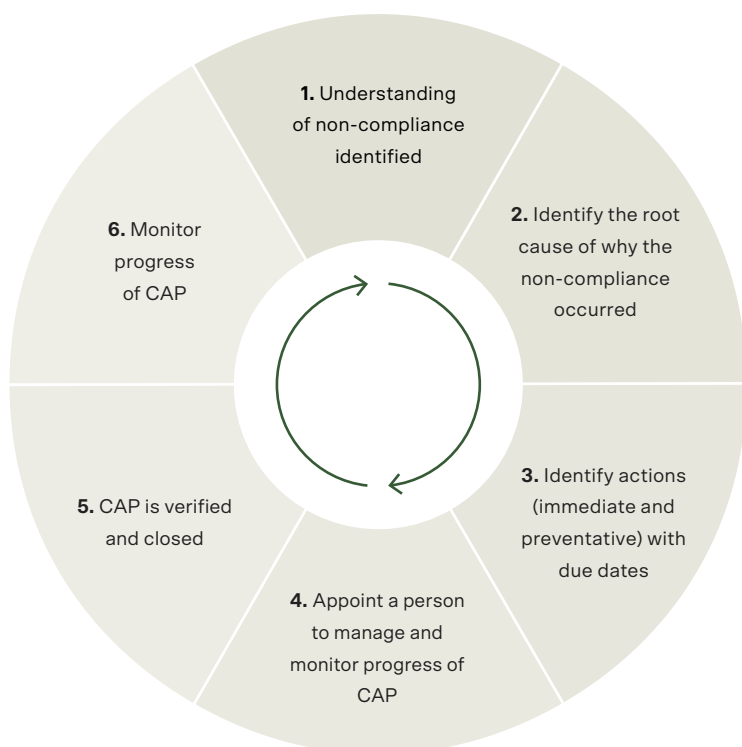 1. Understanding
of non-compliance
identified
2. Identify the root
cause of why the
non-compliance
occurred
3. Identify actions
(immediate and
preventative) with
due dates
4. Appoint a person
to manage and
monitor progress of
CAP
5. CAP is verified
and closed
6. Monitor
progress
of CAP